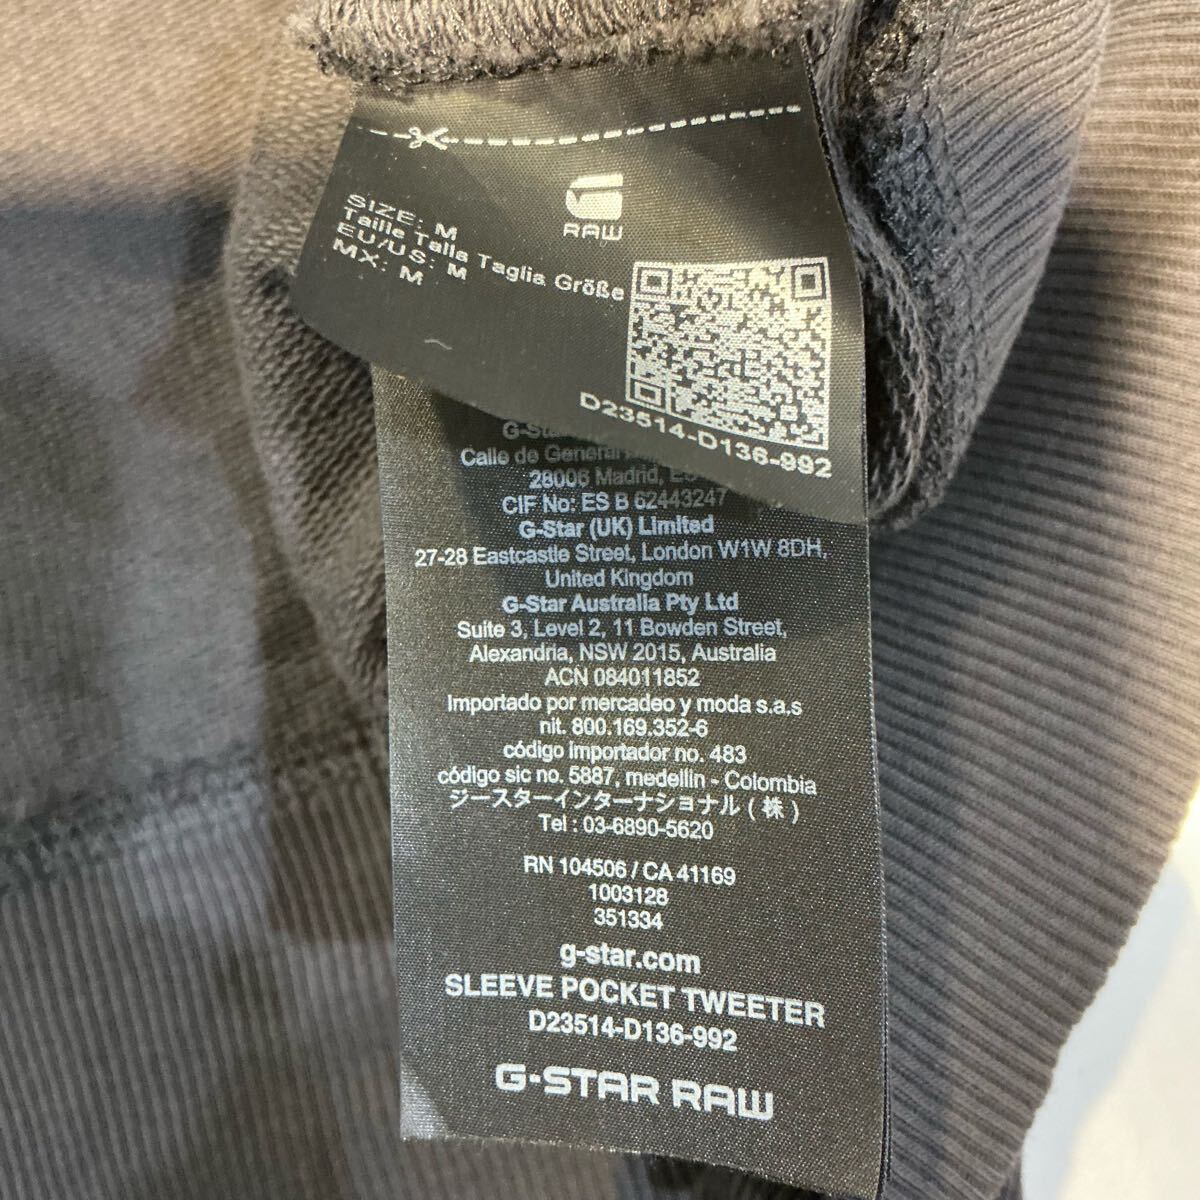 RAW
SIZE: M
Taille Talla Taglia Größe
EU/US: M
MX: M
D23514-D136-992
Calle de General
28006 Madrid,
CIF No: ES B 62443247
G-Star (UK) Limited
27-28 Eastcastle Street, London W1W 8DH,
United Kingdom
G-Star Australia Pty Ltd
Suite 3, Level 2, 11 Bowden Street,
Alexandria, NSW 2015, Australia
ACN 084011852
Importado por mercadeo y moda s.a.s
nit. 800.169.352-6
código importador no. 483
código sic no. 5887, medellin - Colombia
ジースターインターナショナル(株)
Tel : 03-6890-5620
RN 104506 / CA 41169
1003128
351334
g-star.com
SLEEVE POCKET TWEETER
D23514-D136-992
G-STAR RAW